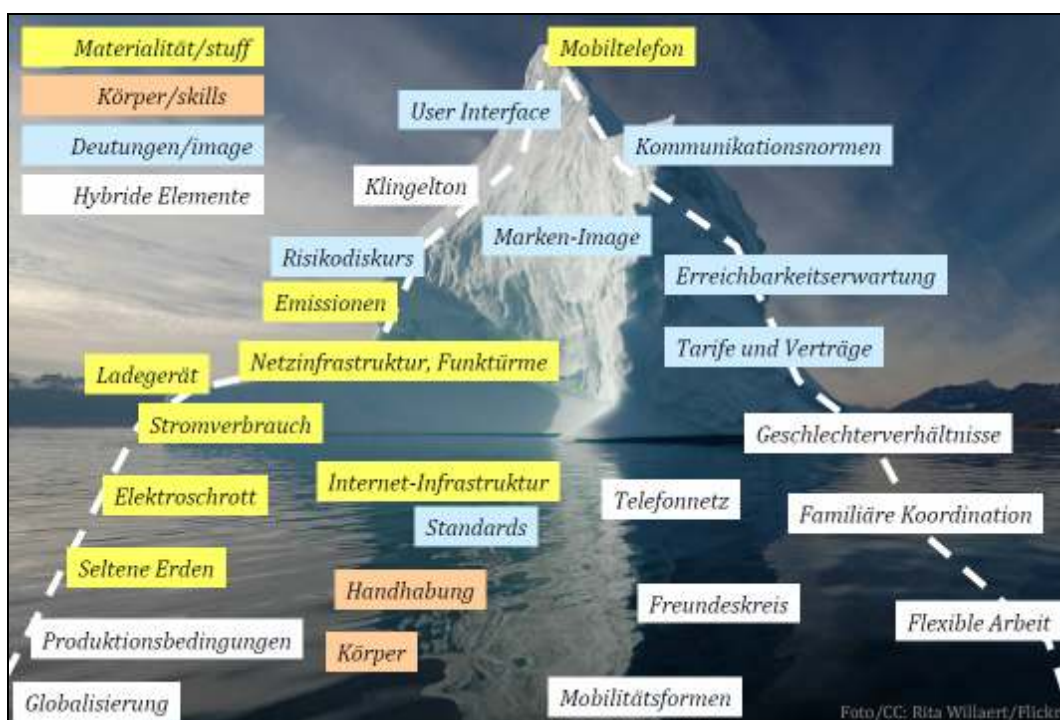 Materialität/stuff
Körper/skills
Deutungen/image
Hybride Elemente
Mobiltelefon
User Interface
Kommunikationsnormen
Klingelton
Marken-Image
Risikodiskurs
Erreichbarkeitserwartung
Emissionen
Tarife und Verträge
Netzinfrastruktur, Funktürme
Ladegerät
Stromverbrauch
Geschlechterverhältnisse
Internet-Infrastruktur
Elektroschrott
Telefonnetz
Familiäre Koordination
Standards
Seltene Erden
Handhabung
Freundeskreis
Flexible Arbeit
Produktionsbedingungen
Körper
Globalisierung
Mobilitätsformen
Foto/CC: Rita Willaert/Flickr